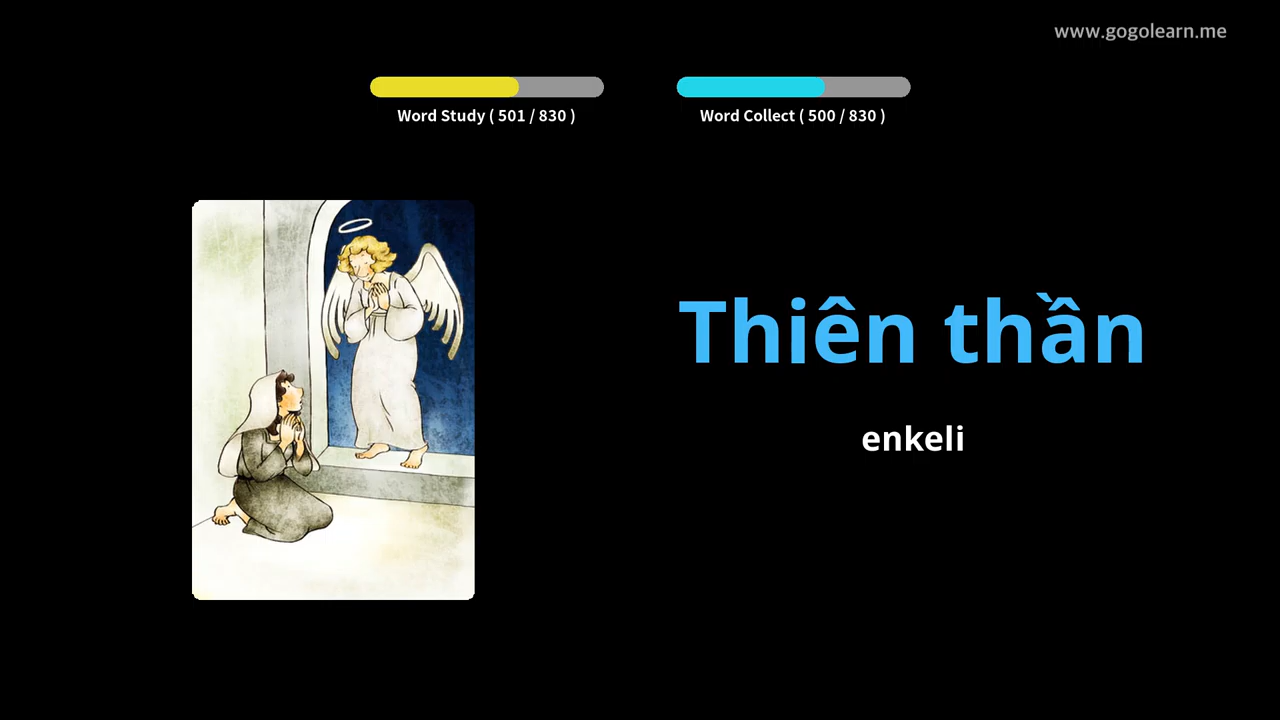 www.gogolearn.me
Word Study ( 501 / 830 )
Word Collect ( 500 / 830 )
Thiên thần
enkeli